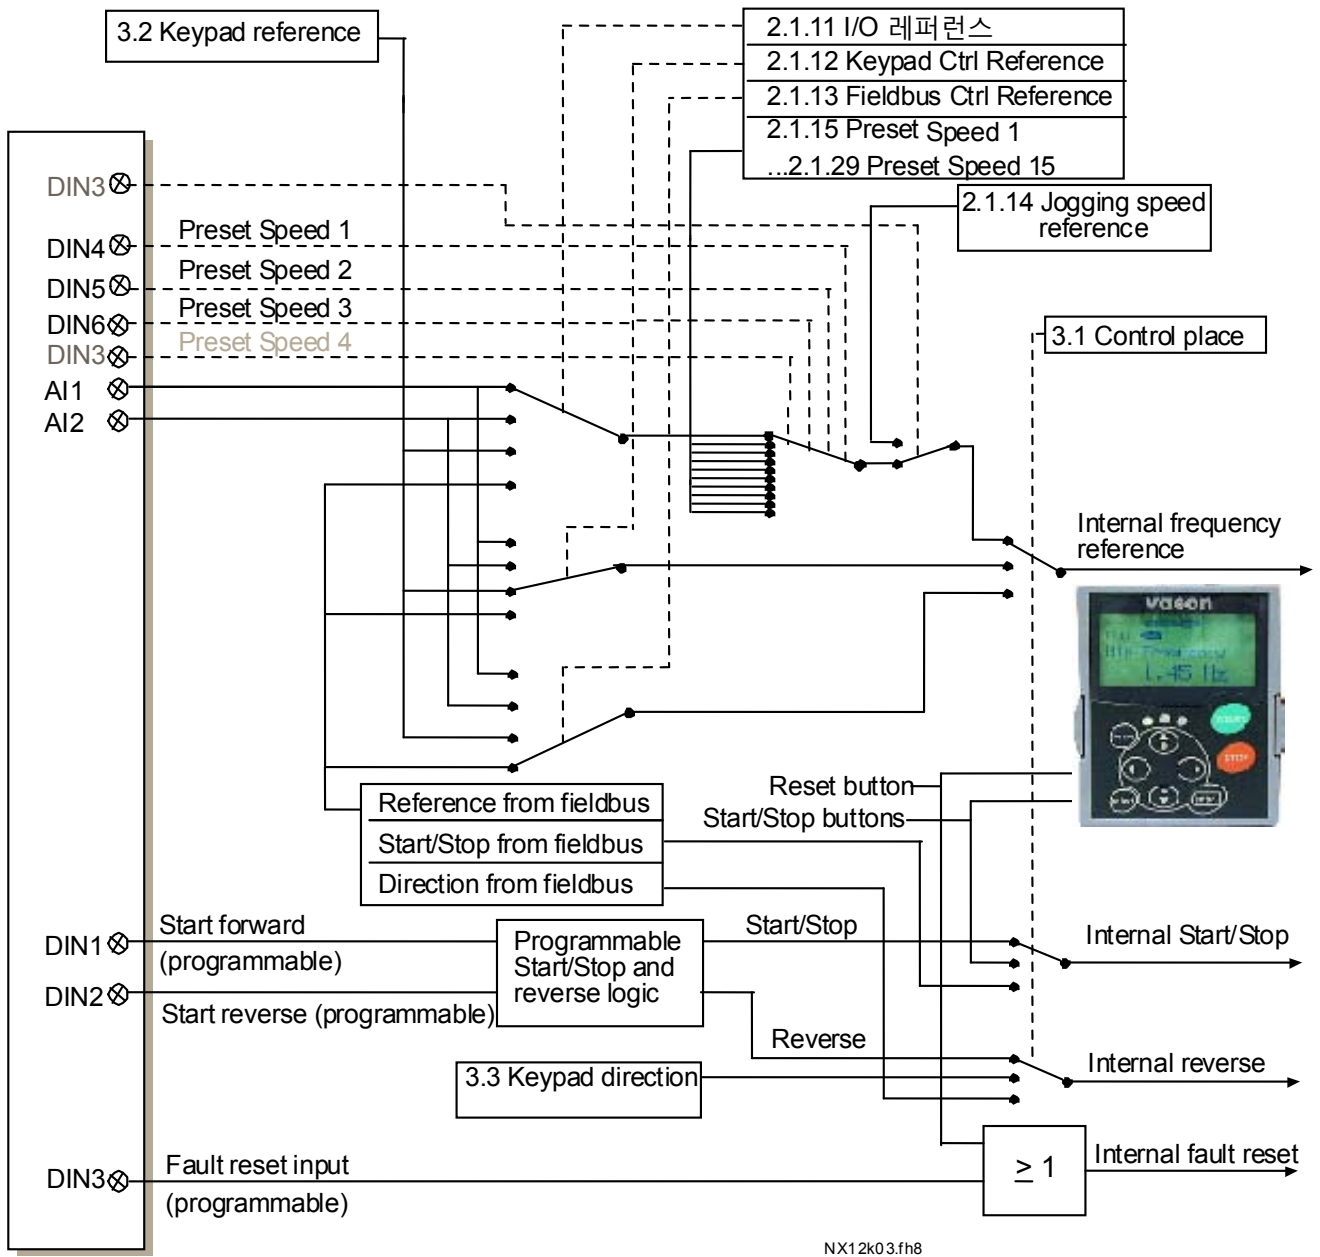 3.2 Keypad reference
2.1.11 I/O 레퍼런스
2.1.12 Keypad Ctrl Reference
2.1.13 Fieldbus Ctrl Reference
2.1.15 Preset Speed 1
...2.1.29 Preset Speed 15
2.1.14 Jogging speed
reference
3.1 Control place
DIN3
DIN4
Preset Speed 1
DIN5
Preset Speed 2
DIN6
Preset Speed 3
DIN3
Preset Speed 4
AI1
AI2
Internal frequency
reference
vacon
1.45 Hz
STOP
Reset button
Start/Stop buttons
Reference from fieldbus
Start/Stop from fieldbus
Direction from fieldbus
DIN1
Start forward
(programmable)
DIN2
Start reverse (programmable)
Programmable
Start/Stop and
reverse logic
Start/Stop
Internal Start/Stop
Reverse
Internal reverse
3.3 Keypad direction
DIN3
Fault reset input
(programmable)
≥ 1
Internal fault reset
NX12k03.fh8